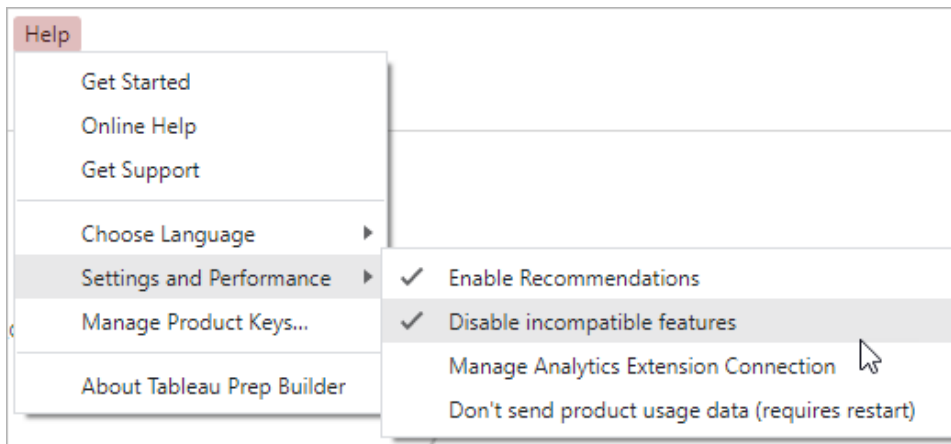 Help
Get Started
Online Help
Get Support
Choose Language
Settings and Performance
Manage Product Keys...
About Tableau Prep Builder
Enable Recommendations
Disable incompatible features
Manage Analytics Extension Connection
Don't send product usage data (requires restart)